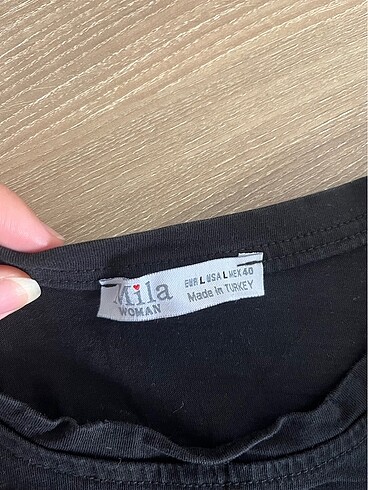 Mila
WOMAN
EUR L USA L MEX 40
Made In TURKEY